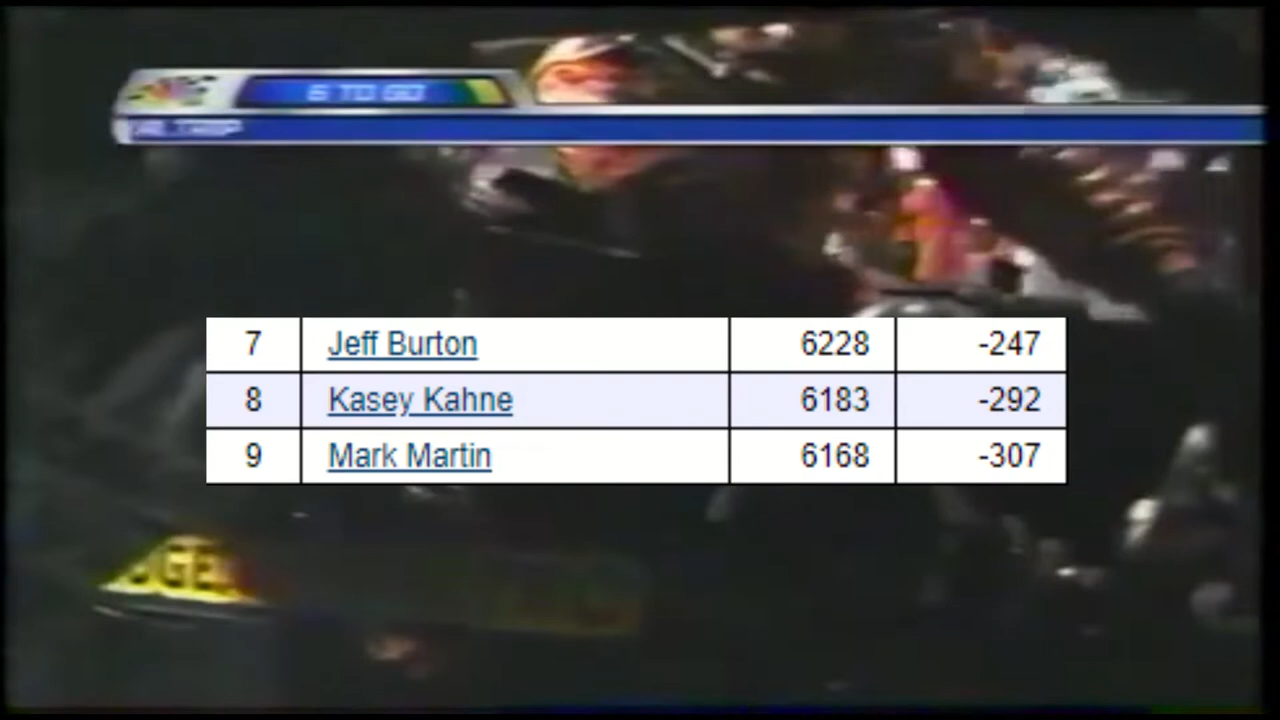 6 TO GO
7 Jeff Burton 6228 -247
8 Kasey Kahne 6183 -292
9 Mark Martin 6168 -307